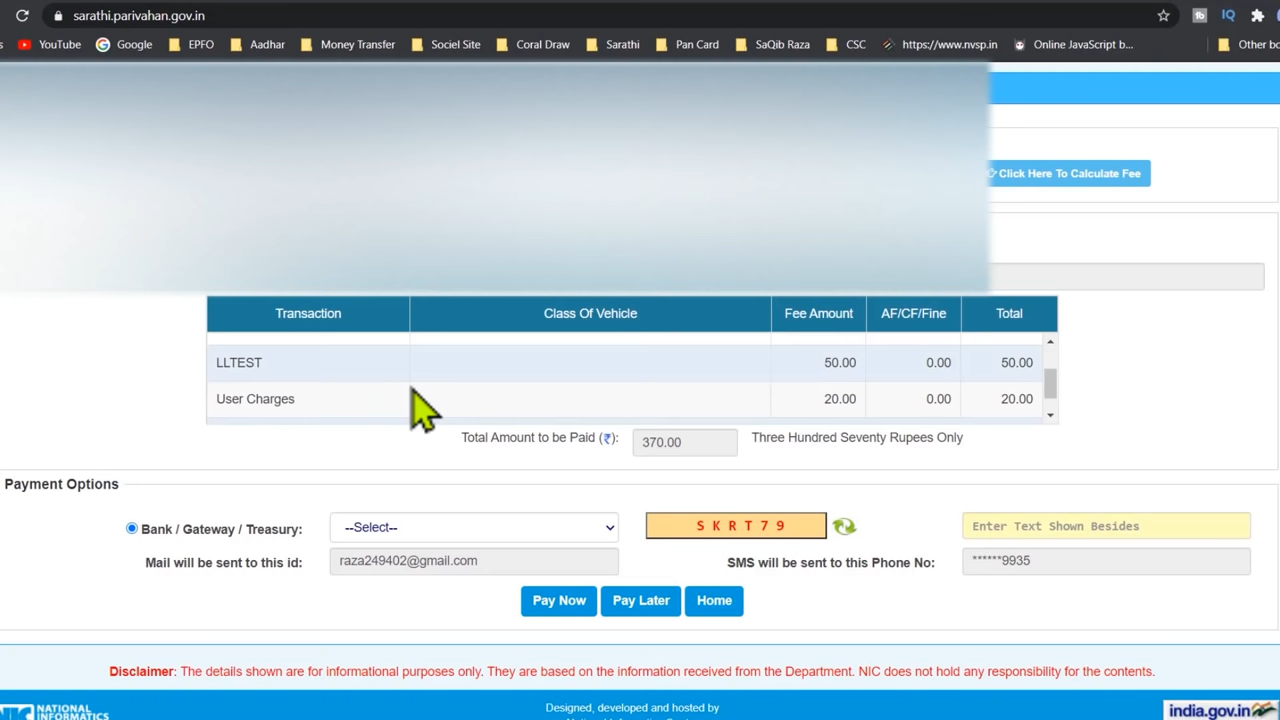 sarathi.parivahan.gov.in
s YouTube Google EPFO Aadhar Money Transfer Sociel Site Coral Draw Sarathi Pan Card SaQib Raza CSC https://www.nvsp.in Online JavaScript b... Other bo
Click Here To Calculate Fee
Transaction Class Of Vehicle Fee Amount AF/CF/Fine Total
LLTEST 50.00 0.00 50.00
User Charges 20.00 0.00 20.00
Total Amount to be Paid (₹): 370.00 Three Hundred Seventy Rupees Only
Payment Options
Bank / Gateway / Treasury: --Select-- S K R T 7 9 Enter Text Shown Besides
Mail will be sent to this id: raza249402@gmail.com SMS will be sent to this Phone No: ******9935
Pay Now Pay Later Home
Disclaimer: The details shown are for informational purposes only. They are based on the information received from the Department. NIC does not hold any responsibility for the contents.
NATIONAL Designed, developed and hosted by
INFORMATICS india.gov.in